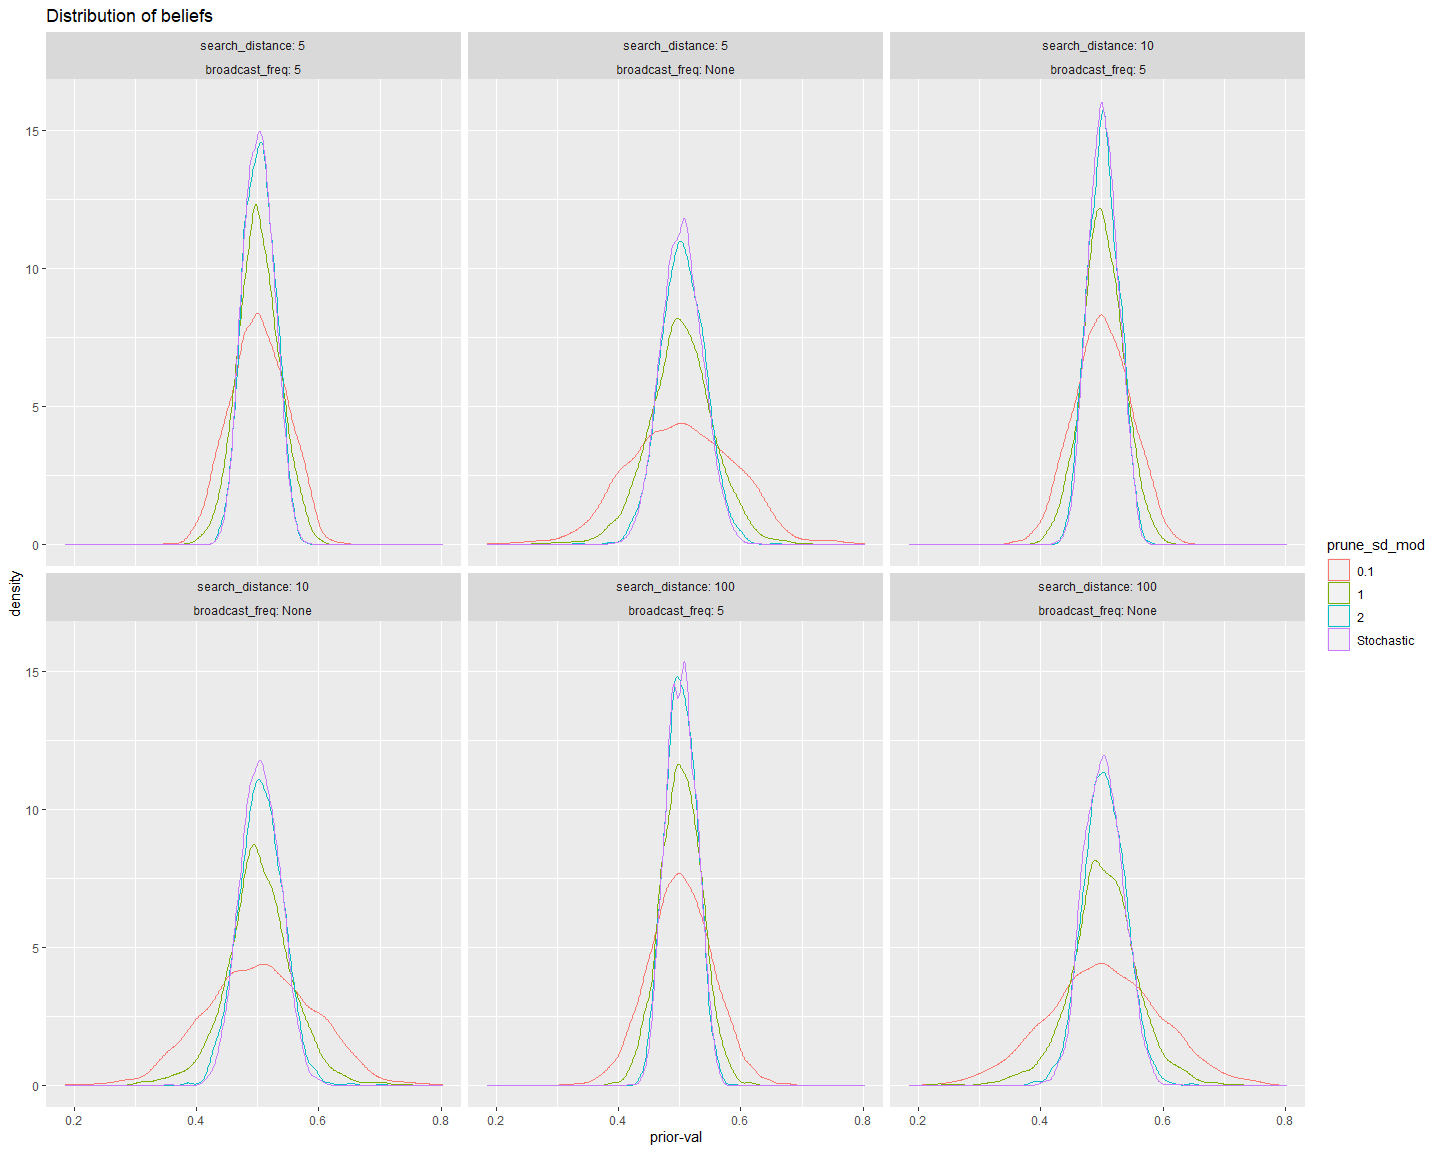 Distribution of beliefs
search_distance: 5
broadcast_freq: 5
search_distance: 5
broadcast_freq: None
search_distance: 10
broadcast_freq: 5
15
10
5
0
search_distance: 10
broadcast_freq: None
search_distance: 100
broadcast_freq: 5
search_distance: 100
broadcast_freq: None
15
10
5
0
density
0.2 0.4 0.6 0.8
0.2 0.4 0.6 0.8
0.2 0.4 0.6 0.8
prior-val
prune_sd_mod
0.1
1
2
Stochastic